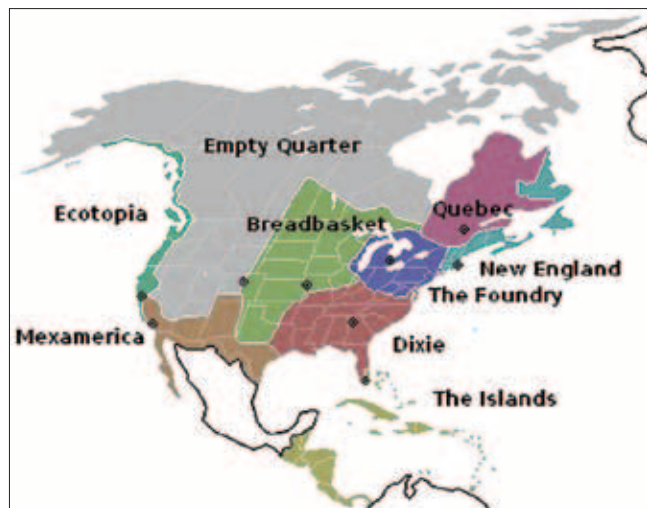 Empty Quarter
Ecotopia
Breadbasket
Quebec
New England
The Foundry
Mexamerica
Dixie
The Islands